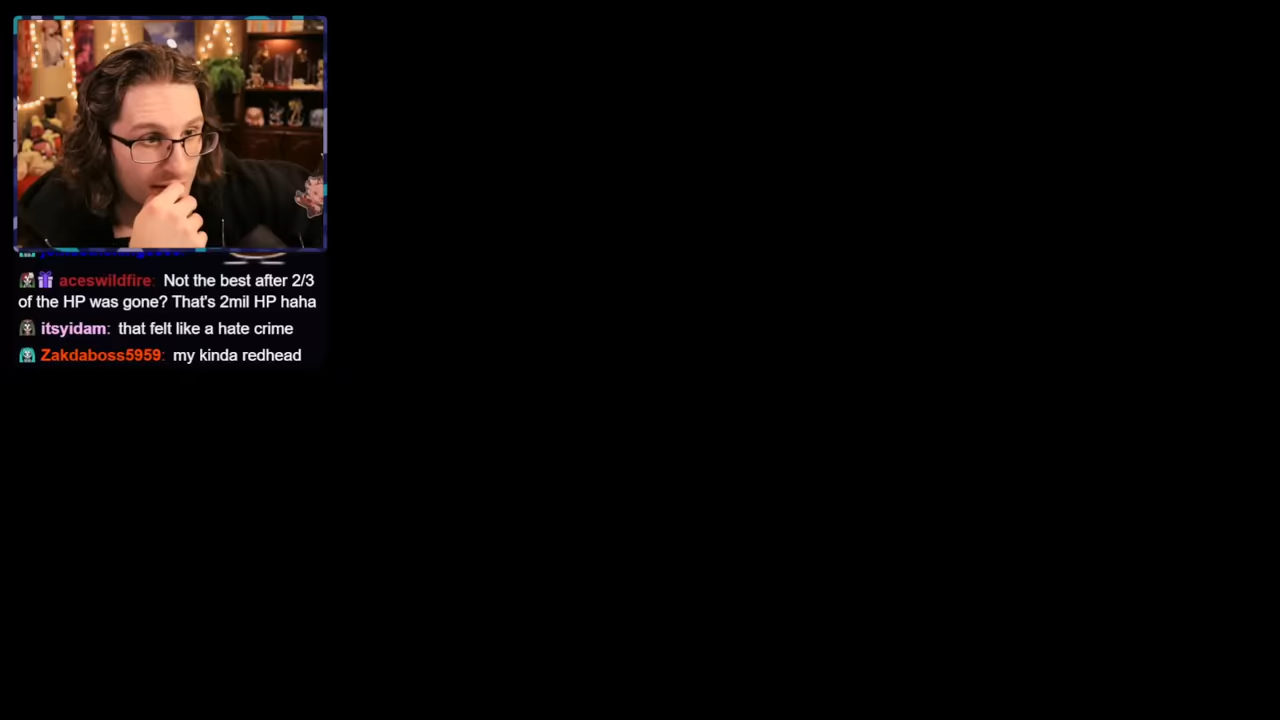 aceswildfire: Not the best after 2/3
of the HP was gone? That's 2mil HP haha
itsyidam: that felt like a hate crime
Zakdaboss5959: my kinda redhead